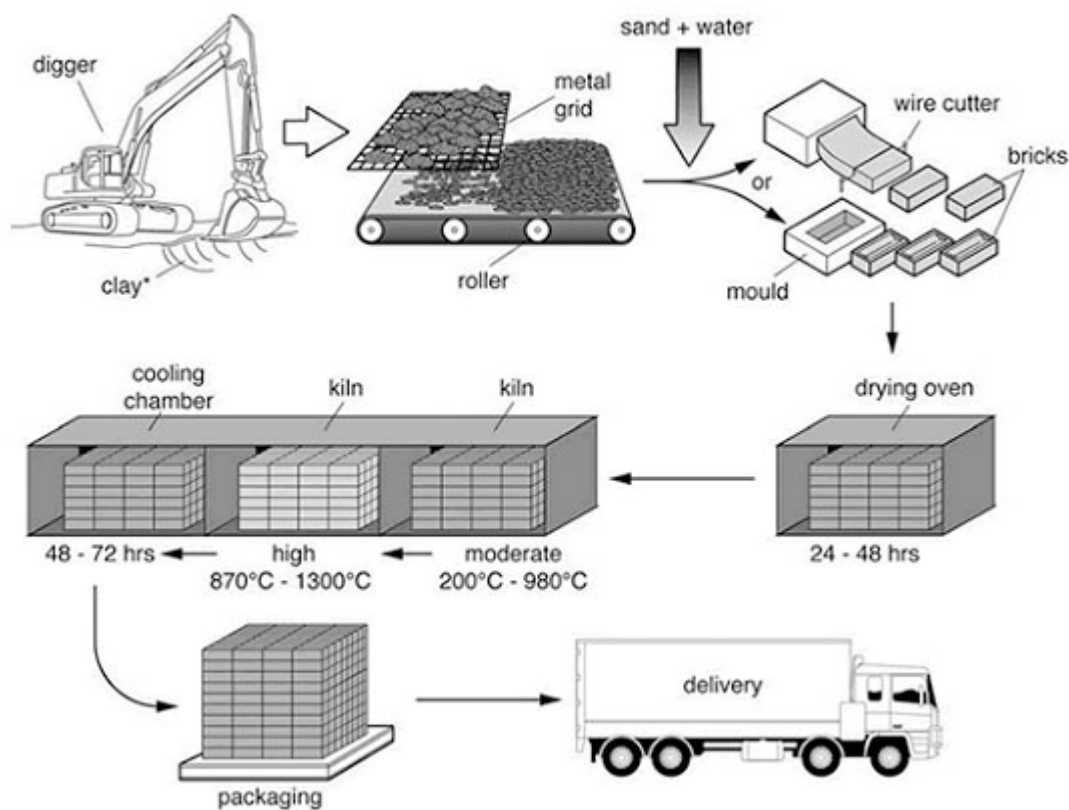 digger
clay*
metal
grid
roller
sand + water
or
wire cutter
bricks
mould
drying oven
24 - 48 hrs
kiln
moderate
200°C - 980°C
kiln
high
870°C - 1300°C
cooling
chamber
48 - 72 hrs
packaging
delivery